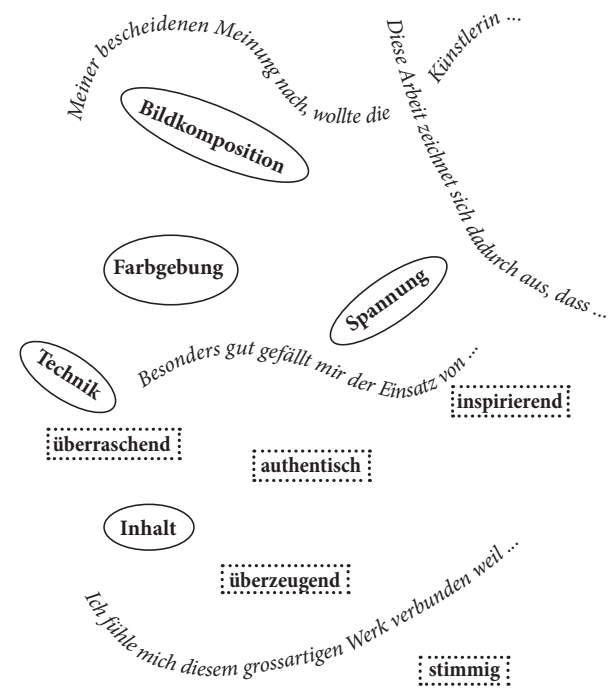 Meiner bescheidenen Meinung nach, wollte die Künstlerin ...
Diese Arbeit zeichnet sich dadurch aus, dass ...
Bildkomposition
Farbgebung
Spannung
Technik
Besonders gut gefällt mir der Einsatz von ...
inspirierend
überraschend
authentisch
Inhalt
überzeugend
Ich fühle mich diesem grossartigen Werk verbunden weil ...
stimmig